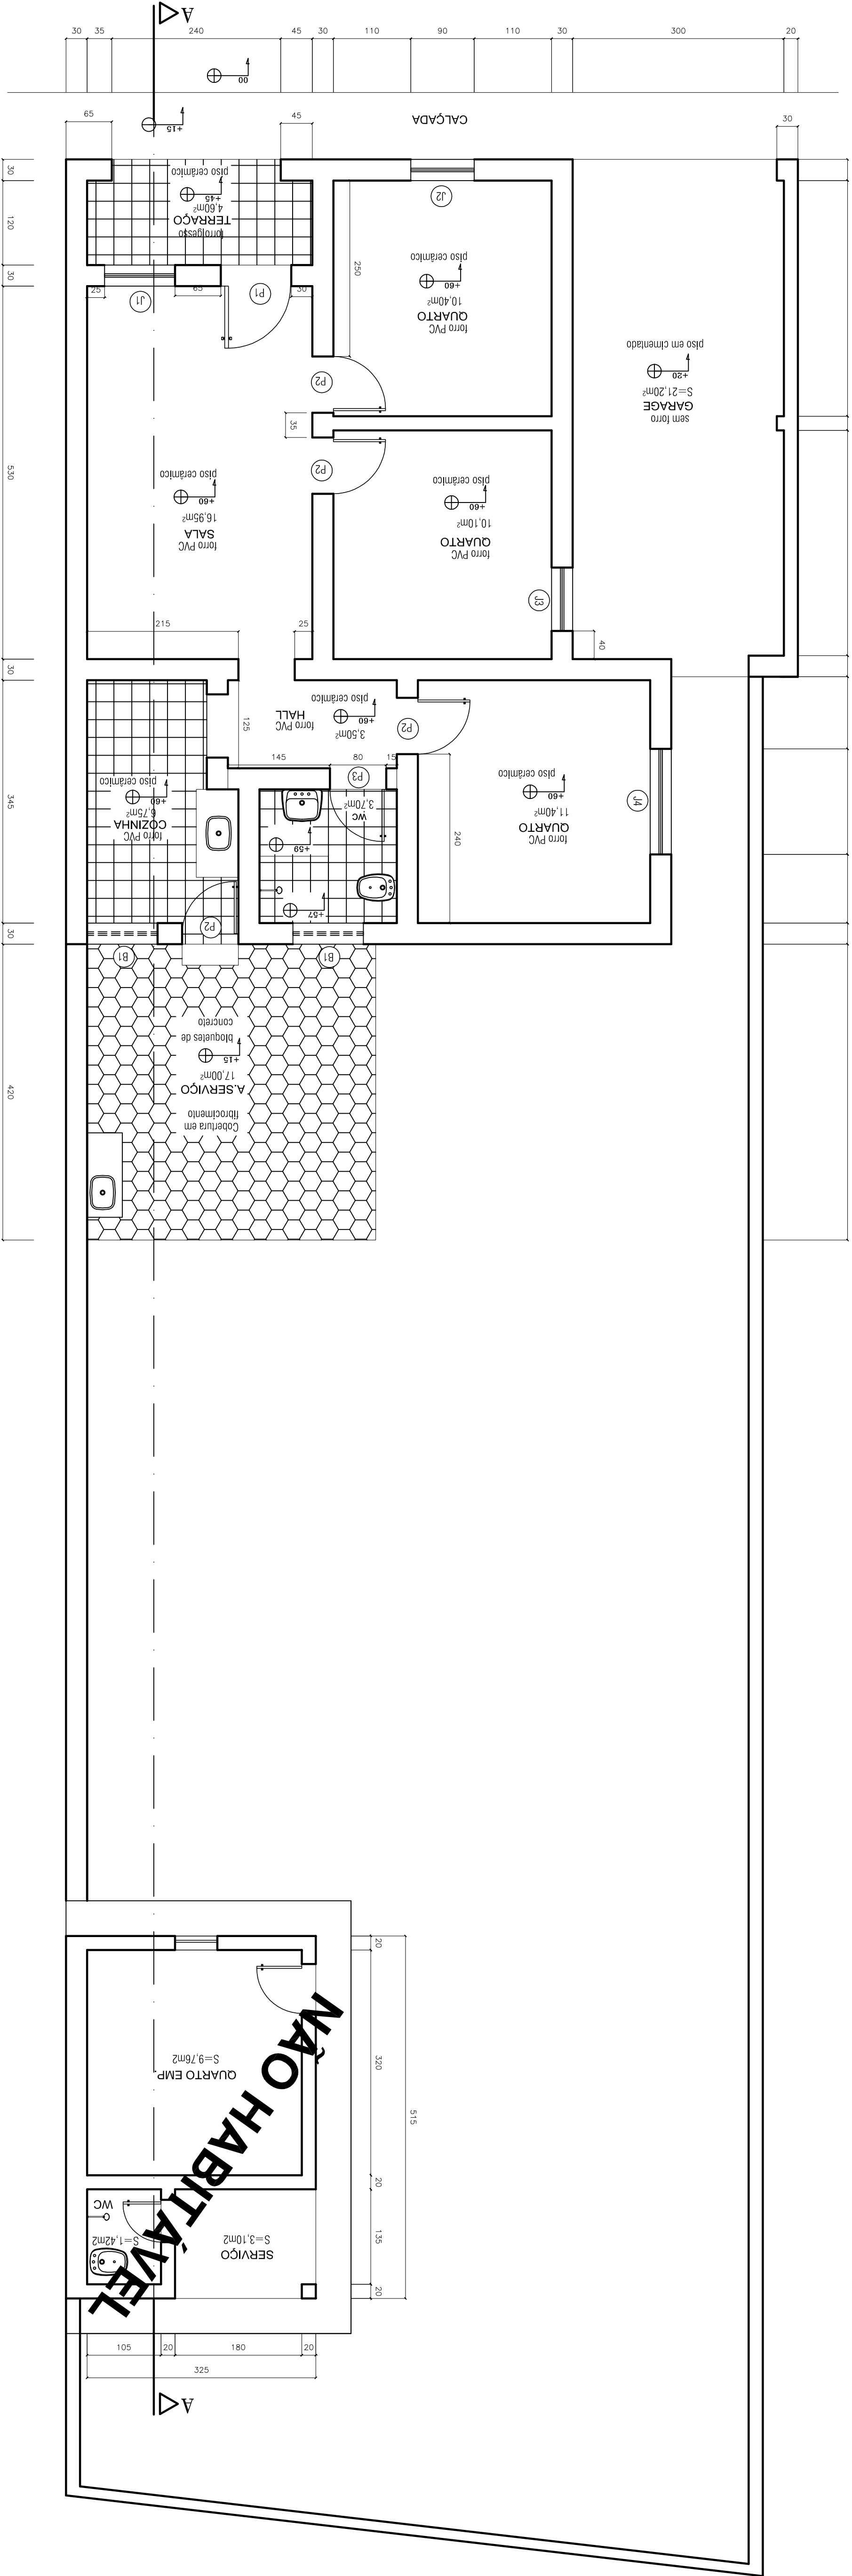 A
30 35 240 45 30 110 90 110 30 300 20
00
+15
CALÇADA
65
45
30
30
120
30
530
30
345
30
420
forro/gesso
TERRAÇO
4,60m²
+45
piso cerâmico
J1
25
65
P1
30
J2
250
forro PVC
QUARTO
10,40m²
+60
piso cerâmico
P2
35
P2
forro PVC
SALA
16,95m²
+60
piso cerâmico
forro PVC
QUARTO
10,10m²
+60
piso cerâmico
J3
40
sem forro
GARAGE
S=21,20m²
+20
piso em cimentado
215
25
forro PVC
HALL
3,50m²
+60
piso cerâmico
125
145 80 15
P2
P3
forro PVC
COZINHA
6,75m²
+60
piso cerâmico
P2
WC
3,70m²
+59
+57
forro PVC
QUARTO
11,40m²
+60
piso cerâmico
240
J4
B1
B1
Cobertura em
fibrocimento
A.SERVIÇO
17,00m²
+15
bloquetes de
concreto
QUARTO EMP.
S=9,76m2
NÃO HABITÁVEL
WC
S=1,42m2
SERVIÇO
S=3,10m2
20
320
20
135
20
515
105 20 180 20
325
A